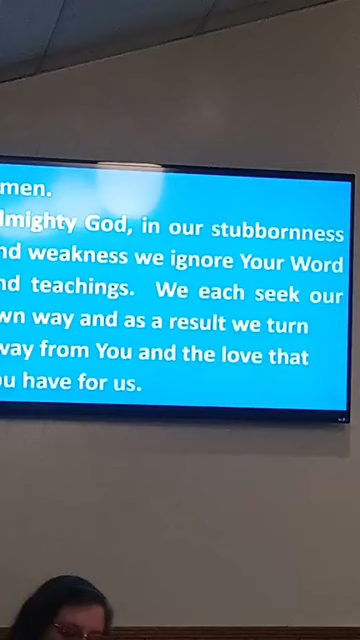 men.
lmighty God, in our stubbornness
nd weakness we ignore Your Word
nd teachings. We each seek our
wn way and as a result we turn
way from You and the love that
ou have for us.